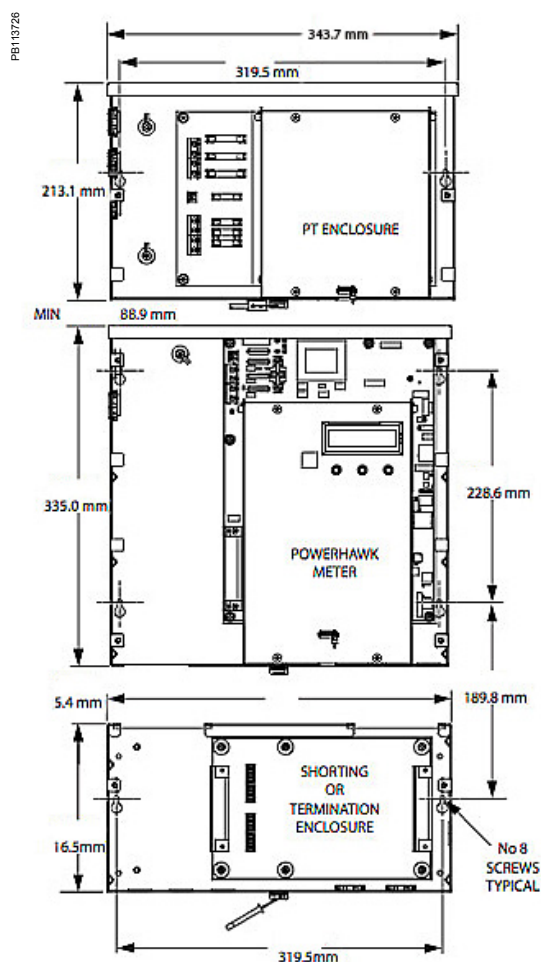 PB113726
343.7 mm
319.5 mm
213.1 mm
PT ENCLOSURE
MIN 88.9 mm
335.0 mm
228.6 mm
POWERHAWK
METER
5.4 mm
189.8 mm
SHORTING
OR
TERMINATION
ENCLOSURE
16.5mm
No 8
SCREWS
TYPICAL
319.5mm